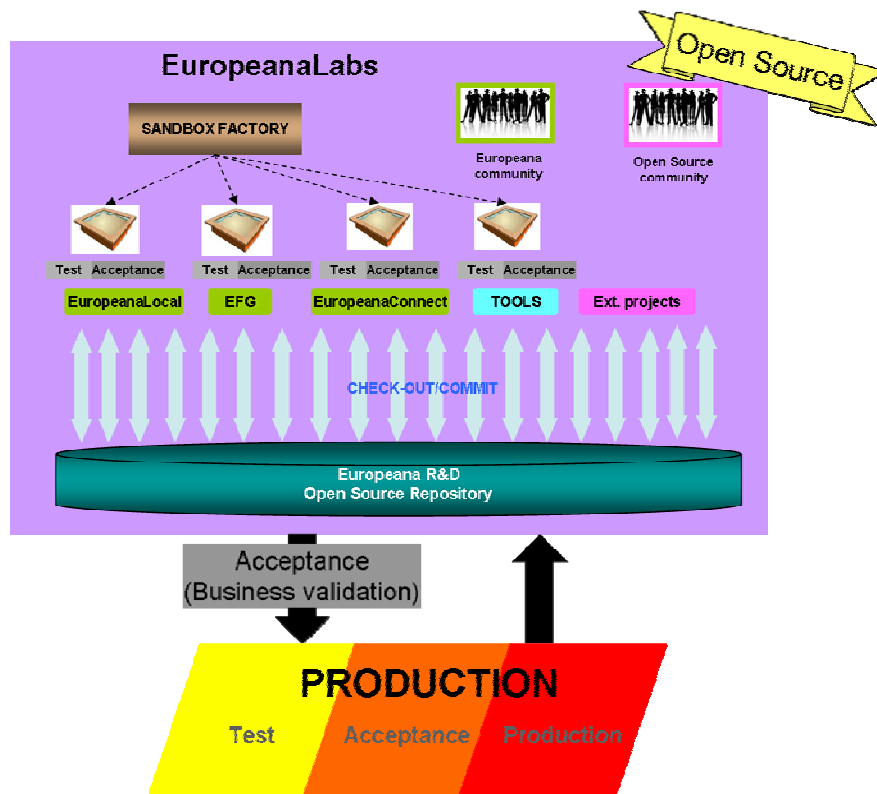 Open Source
EuropeanaLabs
SANDBOX FACTORY
Europeana
community
Open Source
community
Test Acceptance
Test Acceptance
Test Acceptance
Test Acceptance
EuropeanaLocal
EFG
EuropeanaConnect
TOOLS
Ext. projects
CHECK-OUT/COMMIT
Europeana R&D
Open Source Repository
Acceptance
(Business validation)
PRODUCTION
Test
Acceptance
Production